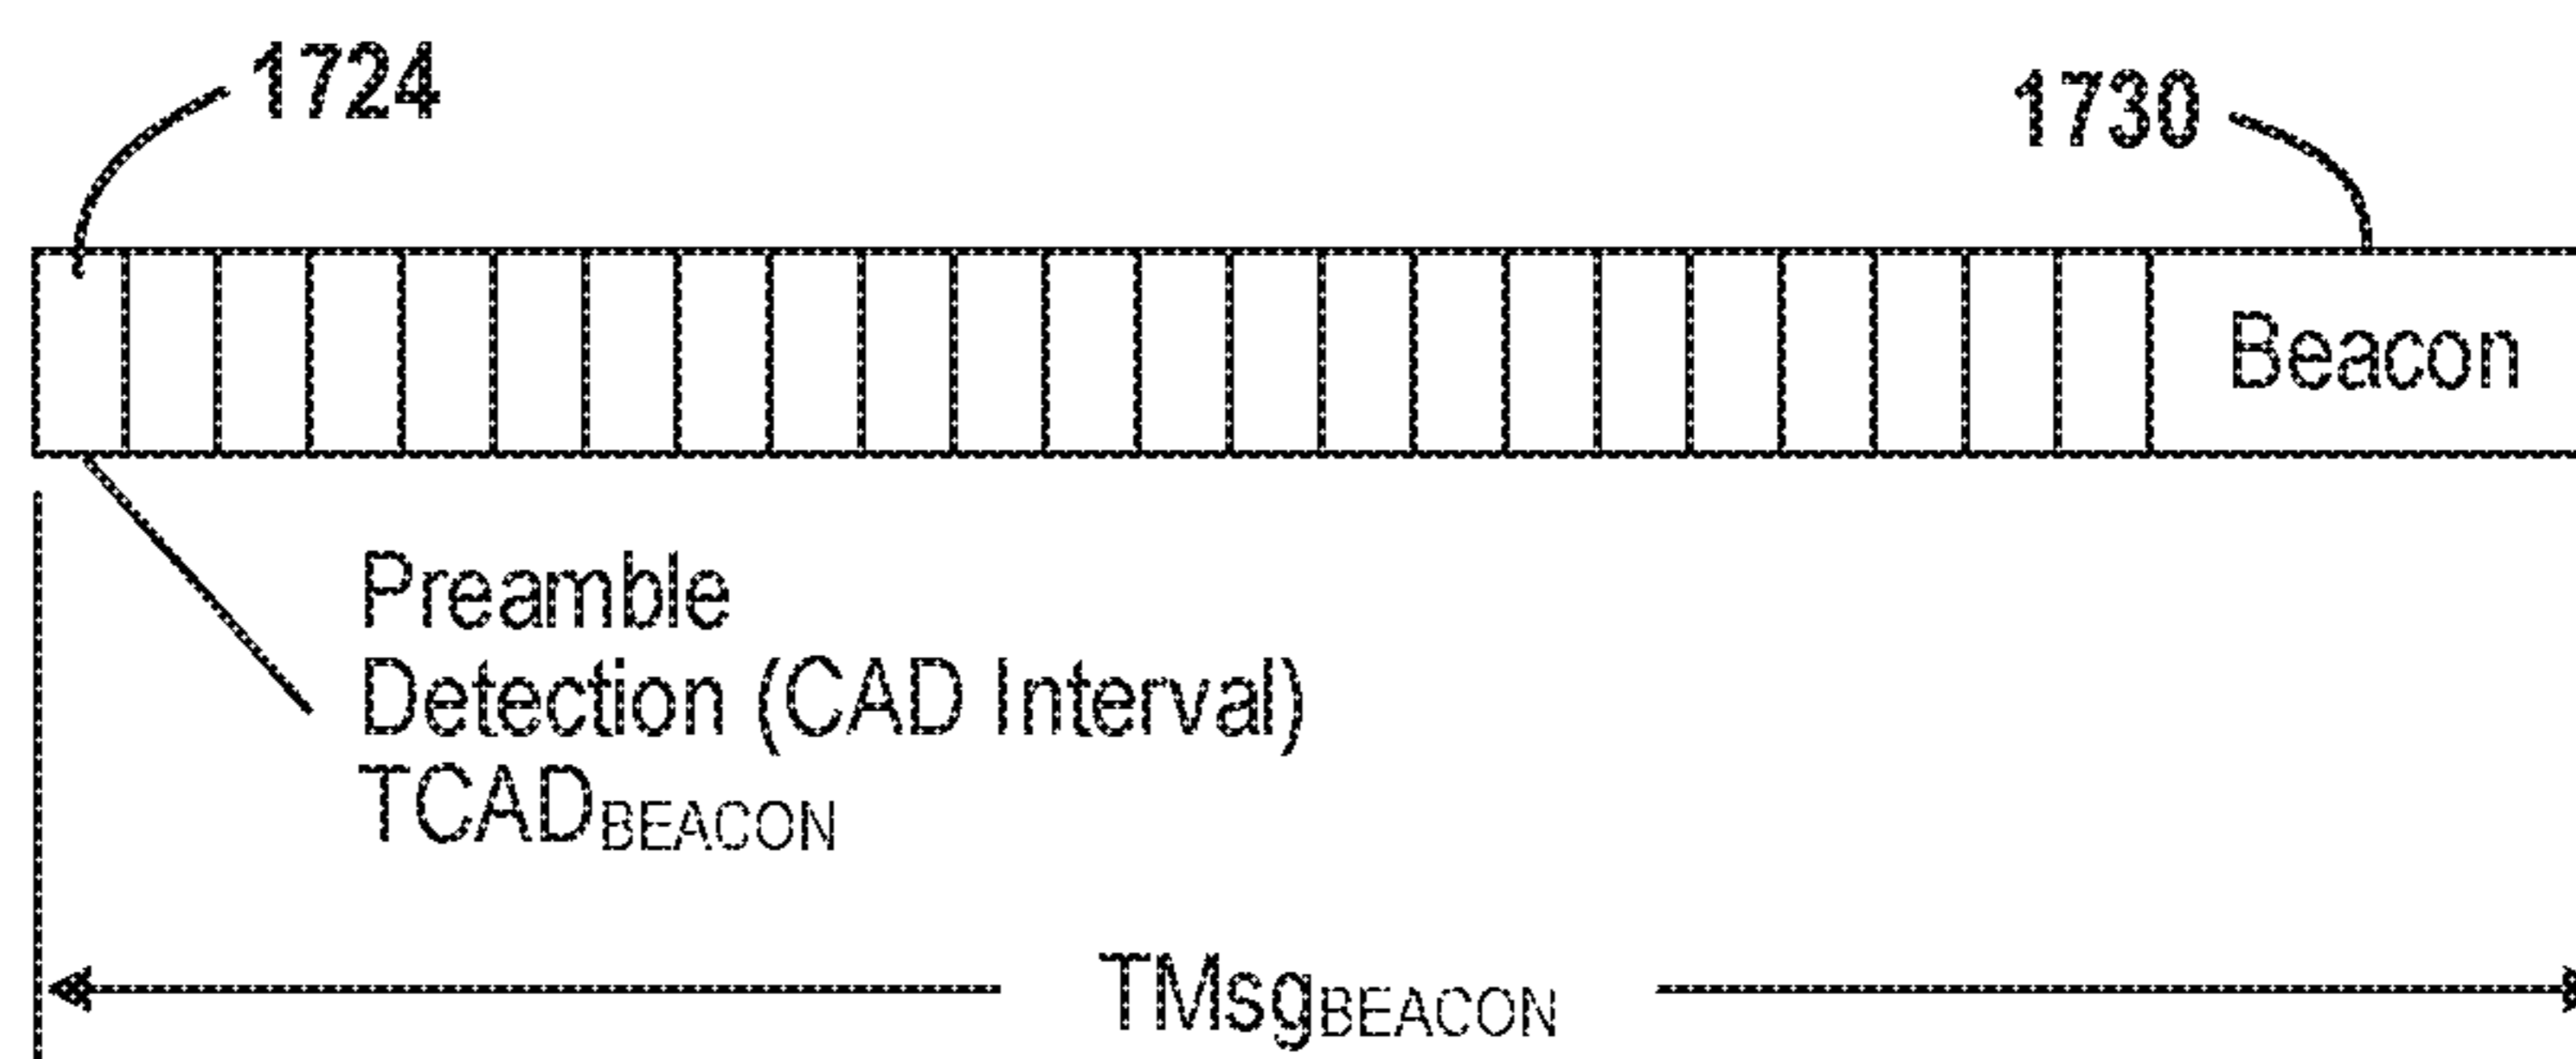 1724
1730
Beacon
Preamble
Detection (CAD Interval)
TCADBEACON
TMsgBEACON